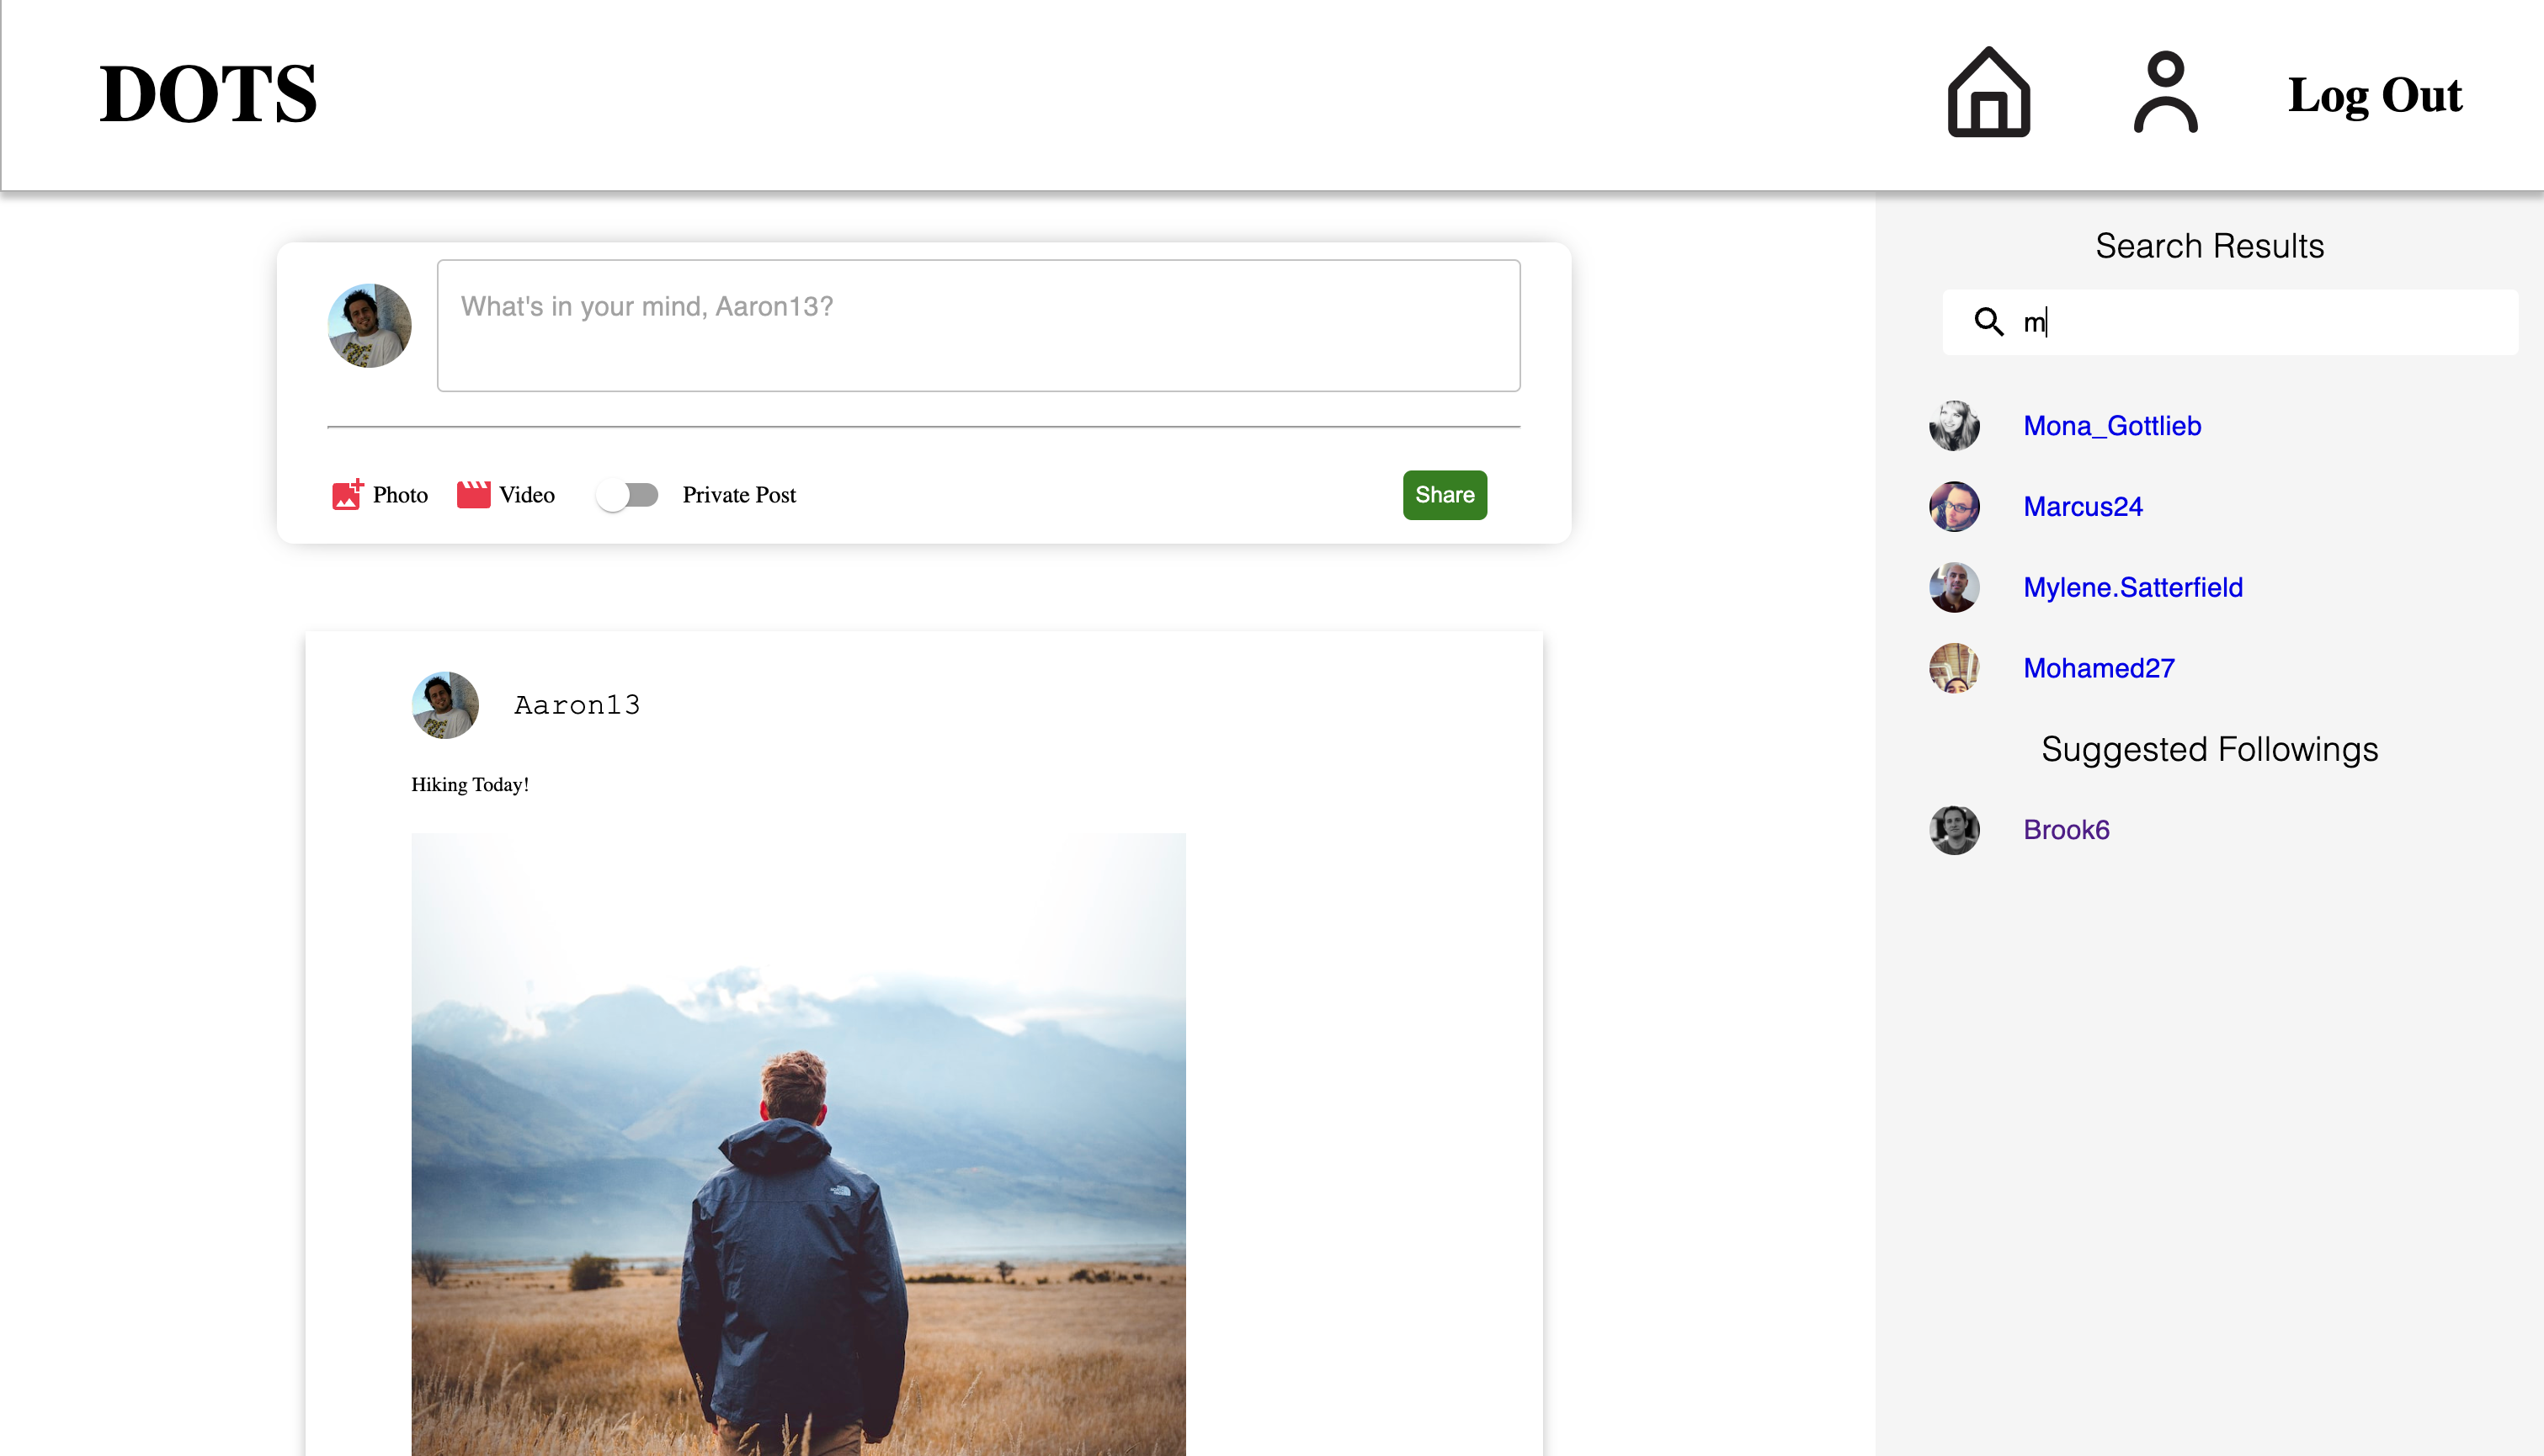 DOTS
Log Out
What's in your mind, Aaron13?
Photo
Video
Private Post
Share
Aaron13
Hiking Today!
Search Results
m
Mona_Gottlieb
Marcus24
Mylene.Satterfield
Mohamed27
Suggested Followings
Brook6